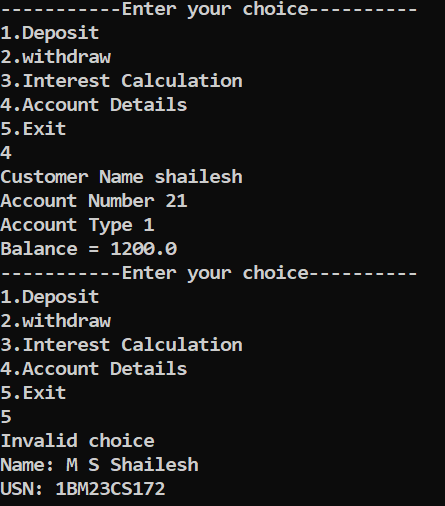 -----------Enter your choice----------
1.Deposit
2.withdraw
3.Interest Calculation
4.Account Details
5.Exit
4
Customer Name shailesh
Account Number 21
Account Type 1
Balance = 1200.0
-----------Enter your choice----------
1.Deposit
2.withdraw
3.Interest Calculation
4.Account Details
5.Exit
5
Invalid choice
Name: M S Shailesh
USN: 1BM23CS172